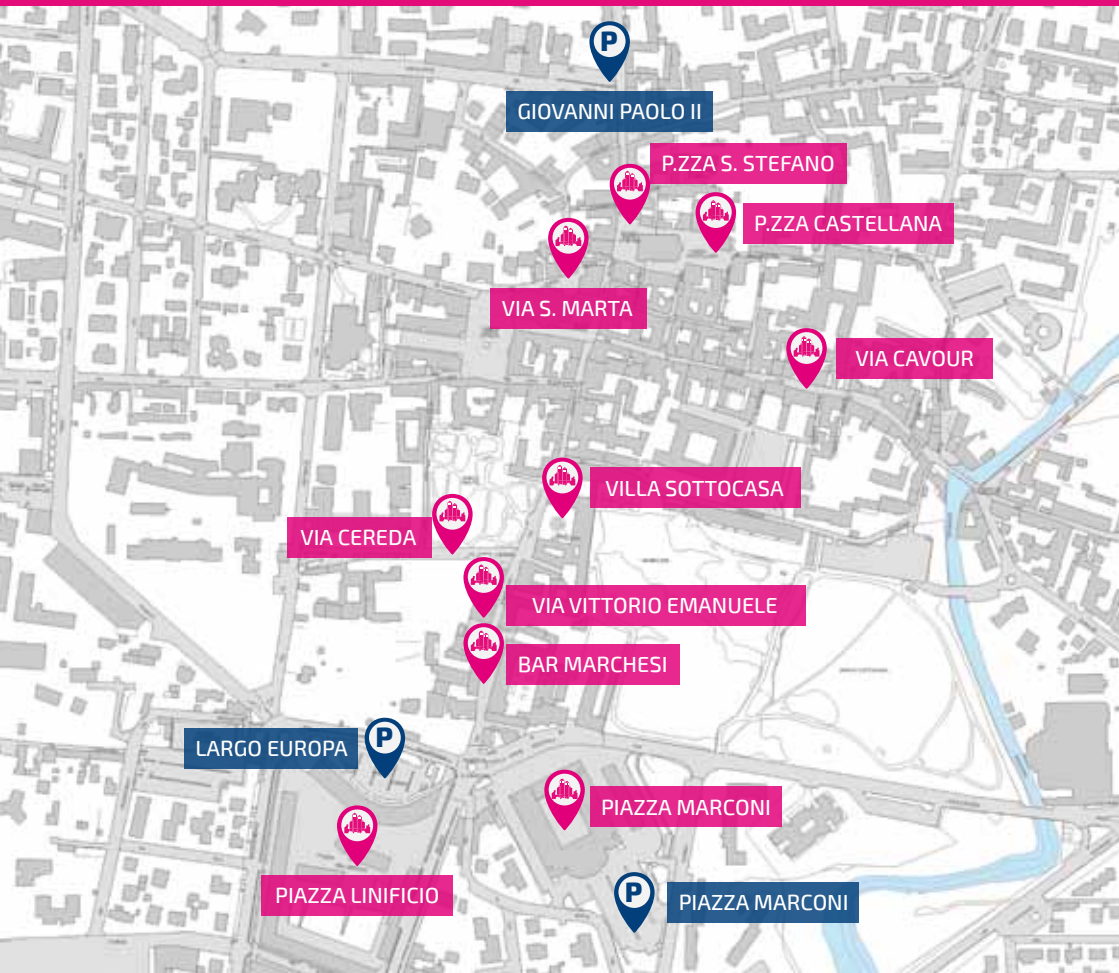 P
GIOVANNI PAOLO II
P.ZZA S. STEFANO
P.ZZA CASTELLANA
VIA S. MARTA
VIA CAVOUR
VILLA SOTTOCASA
VIA CEREDA
VIA VITTORIO EMANUELE
BAR MARCHESI
LARGO EUROPA
P
PIAZZA MARCONI
PIAZZA LINIFICIO
P
PIAZZA MARCONI